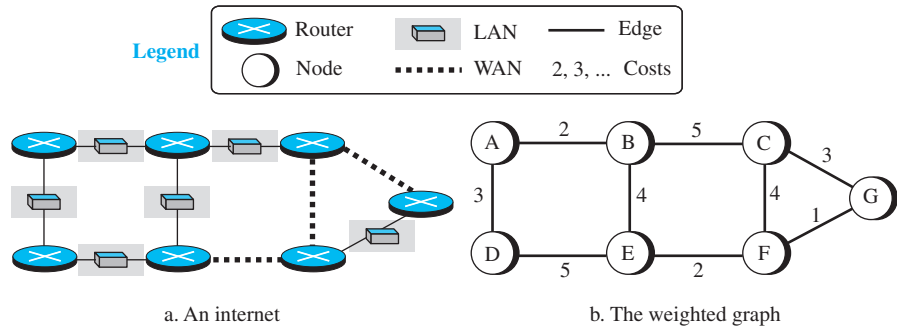 Legend
Router LAN Edge
Node WAN 2, 3, ... Costs
A 2 B 5 C
3
3 4 4 G
1
D 5 E 2 F
a. An internet b. The weighted graph